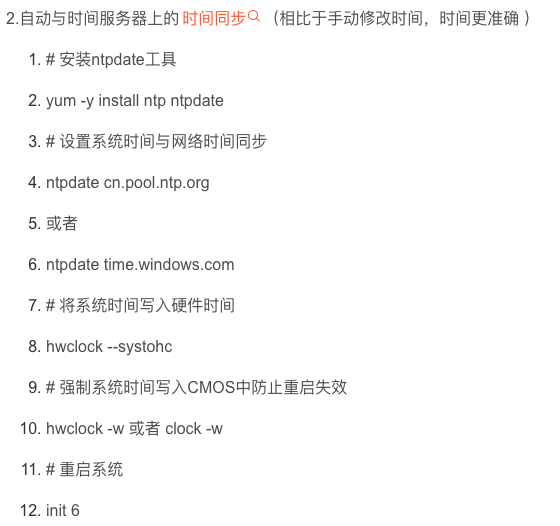 2.自动与时间服务器上的 时间同步 （相比于手动修改时间，时间更准确 ）
1. # 安装ntpdate工具
2. yum -y install ntp ntpdate
3. # 设置系统时间与网络时间同步
4. ntpdate cn.pool.ntp.org
5. 或者
6. ntpdate time.windows.com
7. # 将系统时间写入硬件时间
8. hwclock --systohc
9. # 强制系统时间写入CMOS中防止重启失效
10. hwclock -w 或者 clock -w
11. # 重启系统
12. init 6